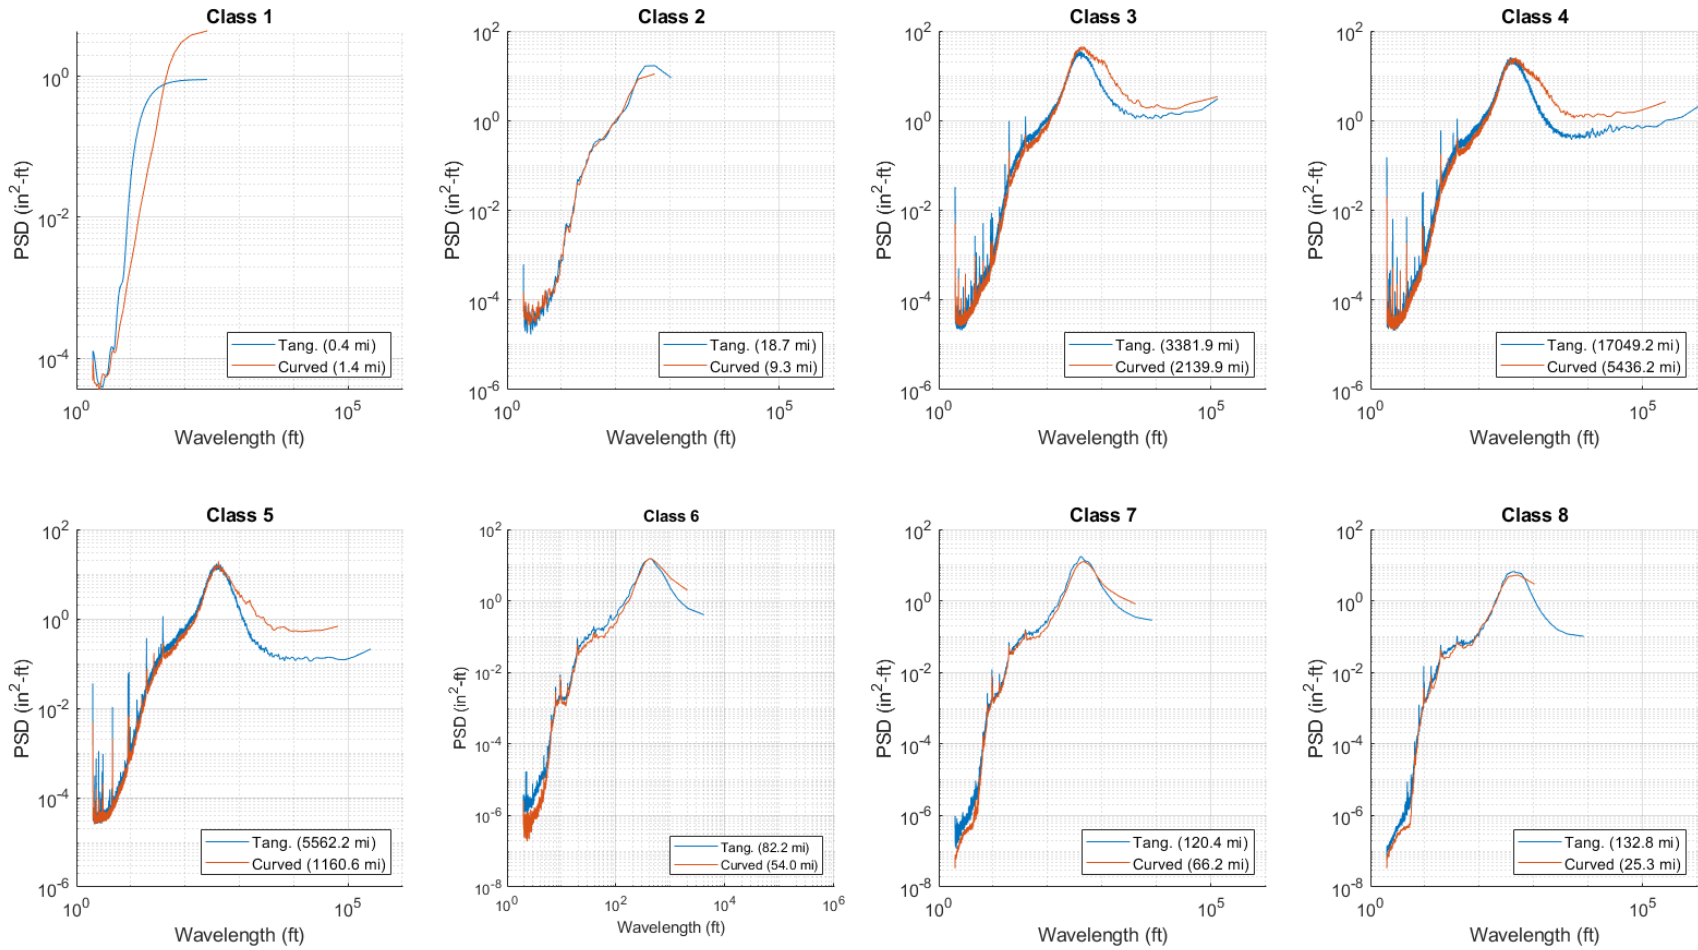 Class 1
10^0
10^-2
10^-4
PSD (in^2-ft)
Tang. (0.4 mi)
Curved (1.4 mi)
10^0
10^5
Wavelength (ft)
Class 2
10^2
10^0
10^-2
10^-4
10^-6
PSD (in^2-ft)
Tang. (18.7 mi)
Curved (9.3 mi)
10^0
10^5
Wavelength (ft)
Class 3
10^2
10^0
10^-2
10^-4
10^-6
PSD (in^2-ft)
Tang. (3381.9 mi)
Curved (2139.9 mi)
10^0
10^5
Wavelength (ft)
Class 4
10^2
10^0
10^-2
10^-4
10^-6
PSD (in^2-ft)
Tang. (17049.2 mi)
Curved (5436.2 mi)
10^0
10^5
Wavelength (ft)
Class 5
10^2
10^0
10^-2
10^-4
10^-6
PSD (in^2-ft)
Tang. (5562.2 mi)
Curved (1160.6 mi)
10^0
10^5
Wavelength (ft)
Class 6
10^2
10^0
10^-2
10^-4
10^-6
10^-8
PSD (in^2-ft)
Tang. (82.2 mi)
Curved (54.0 mi)
10^0
10^2
10^4
10^6
Wavelength (ft)
Class 7
10^2
10^0
10^-2
10^-4
10^-6
10^-8
PSD (in^2-ft)
Tang. (120.4 mi)
Curved (66.2 mi)
10^0
10^5
Wavelength (ft)
Class 8
10^2
10^0
10^-2
10^-4
10^-6
10^-8
PSD (in^2-ft)
Tang. (132.8 mi)
Curved (25.3 mi)
10^0
10^5
Wavelength (ft)